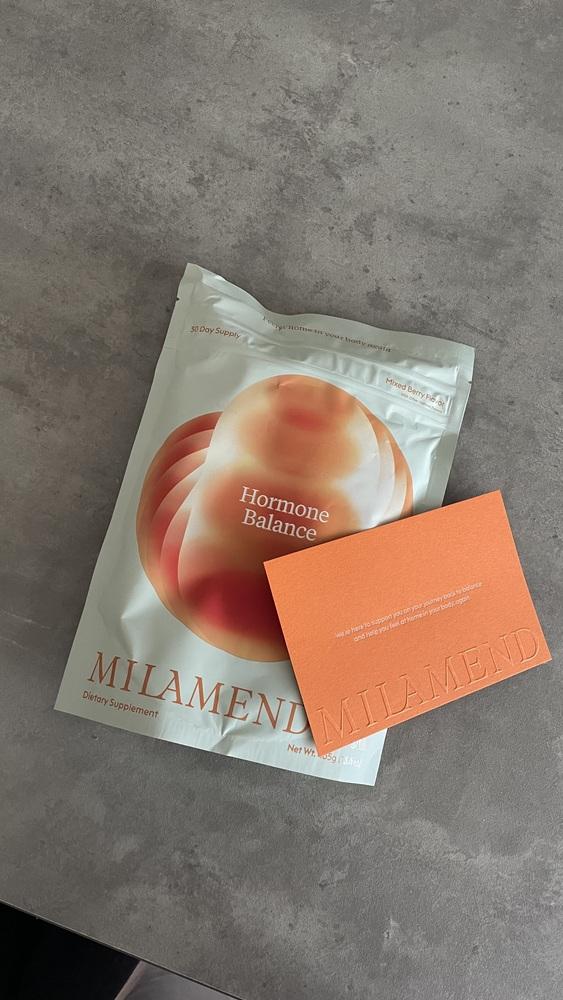 30 Day Supply
Feel at home in your body again
Mixed Berry Flavor
Hormone
Balance
MILAMEND
Dietary Supplement
Net Wt.
We're here to support you on your journey back to balance
and help you feel at home in your body again.
MILAMEND